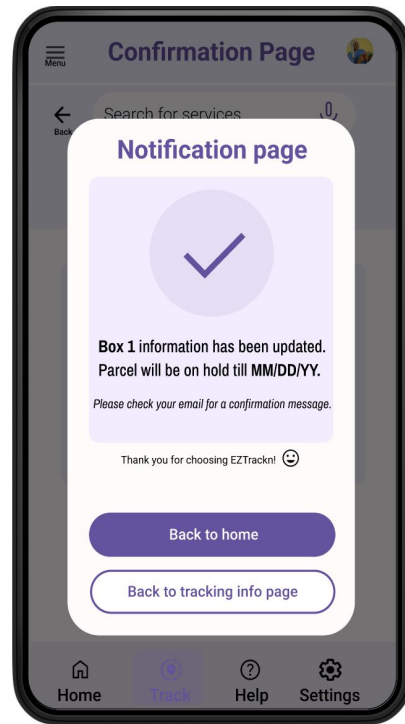 Confirmation Page
Menu
Search for services
Back
Notification page
Box 1 information has been updated.
Parcel will be on hold till MM/DD/YY.
Please check your email for a confirmation message.
Thank you for choosing EZTrackn!
Back to home
Back to tracking info page
Home
Track
Help
Settings